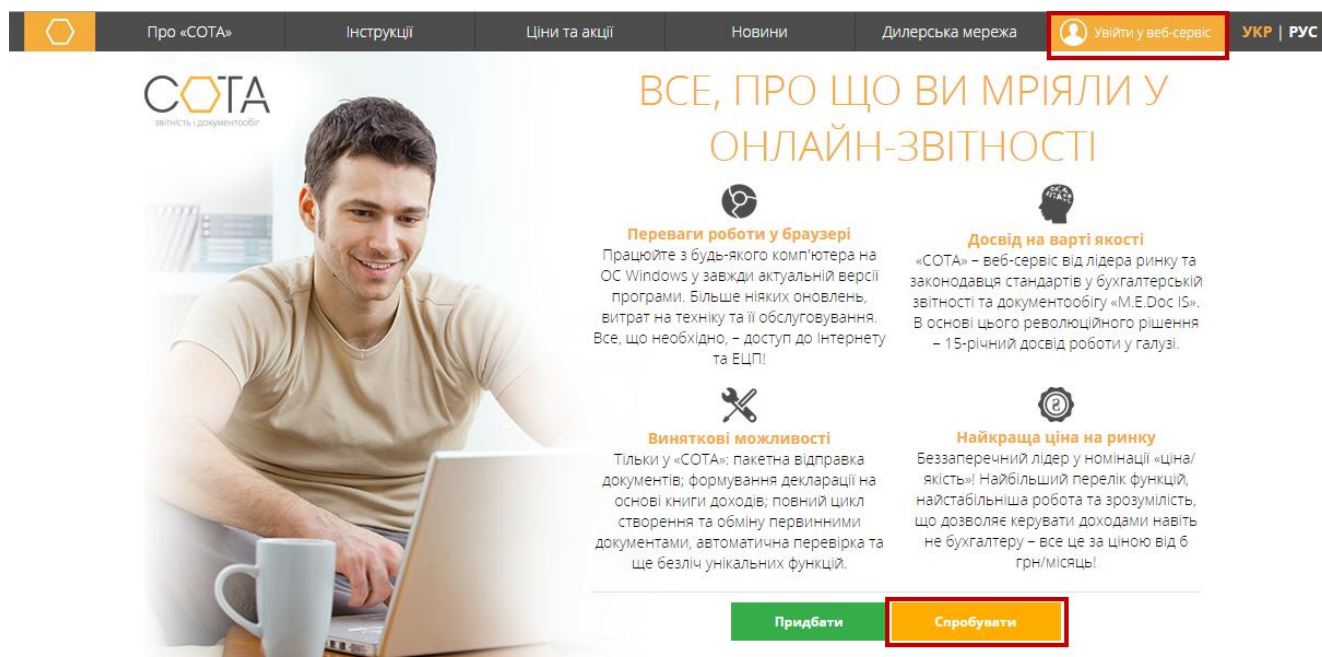 Про «СОТА»
Інструкції
Ціни та акції
Новини
Дилерська мережа
Увійти у веб-сервіс
УКР | РУС
СОТА
звітність і документообіг
ВСЕ, ПРО ЩО ВИ МРІЯЛИ У
ОНЛАЙН-ЗВІТНОСТІ
Переваги роботи у браузері
Працюйте з будь-якого комп'ютера на
ОС Windows у завжди актуальній версії
програми. Більше ніяких оновлень,
витрат на техніку та її обслуговування.
Все, що необхідно, – доступ до Інтернету
та ЕЦП!
Досвід на варті якості
«СОТА» – веб-сервіс від лідера ринку та
законодавця стандартів у бухгалтерській
звітності та документообігу «M.E.Doc IS».
В основі цього революційного рішення
– 15-річний досвід роботи у галузі.
Виняткові можливості
Тільки у «СОТА»: пакетна відправка
документів; формування декларації на
основі книги доходів; повний цикл
створення та обміну первинними
документами, автоматична перевірка та
ще безліч унікальних функцій.
Найкраща ціна на ринку
Беззаперечний лідер у номінації «ціна/
якість»! Найбільший перелік функцій,
найстабільніша робота та зрозумілість,
що дозволяє керувати доходами навіть
не бухгалтеру – все це за ціною від 6
грн/місяць!
Придбати
Спробувати